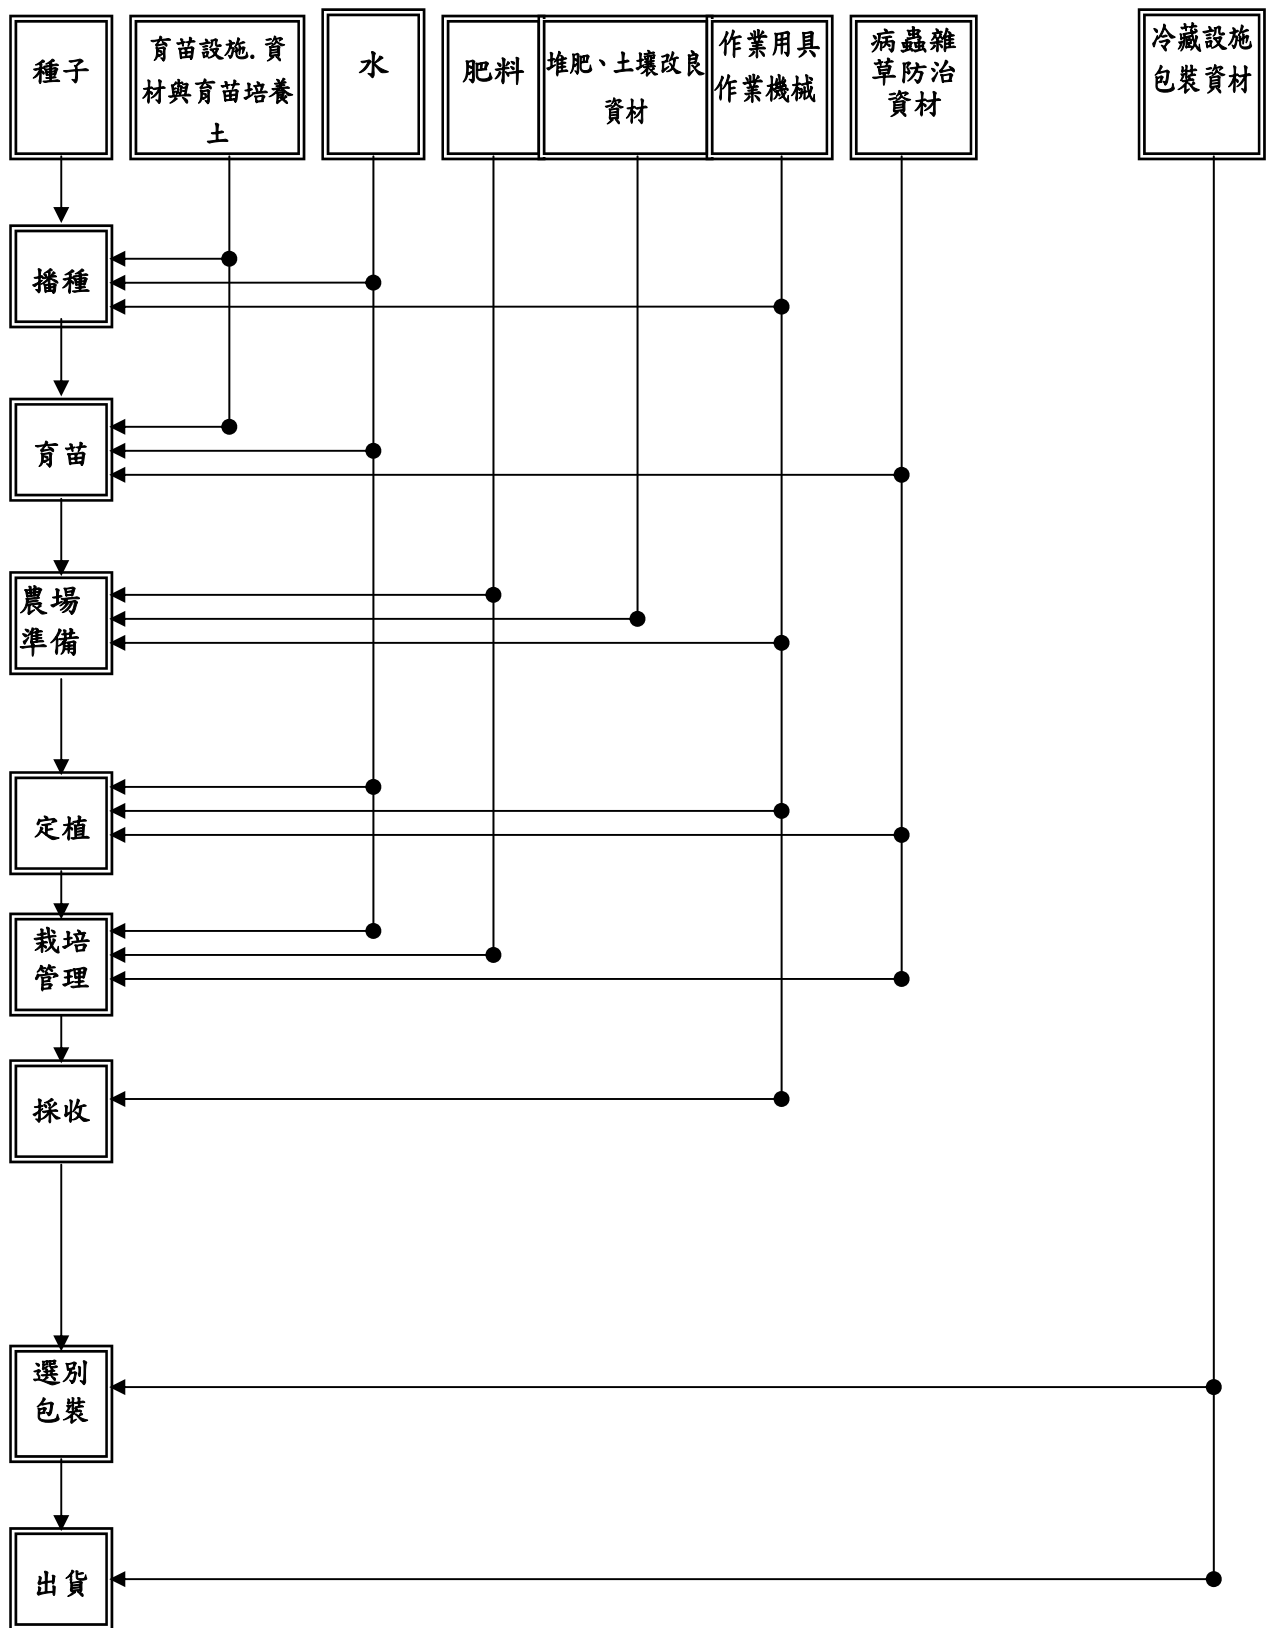 種子
育苗設施.資
材與育苗培養
土
水
肥料
堆肥、土壤改良
資材
作業用具
作業機械
病蟲雜
草防治
資材
冷藏設施
包裝資材
播種
育苗
農場
準備
定植
栽培
管理
採收
選別
包裝
出貨